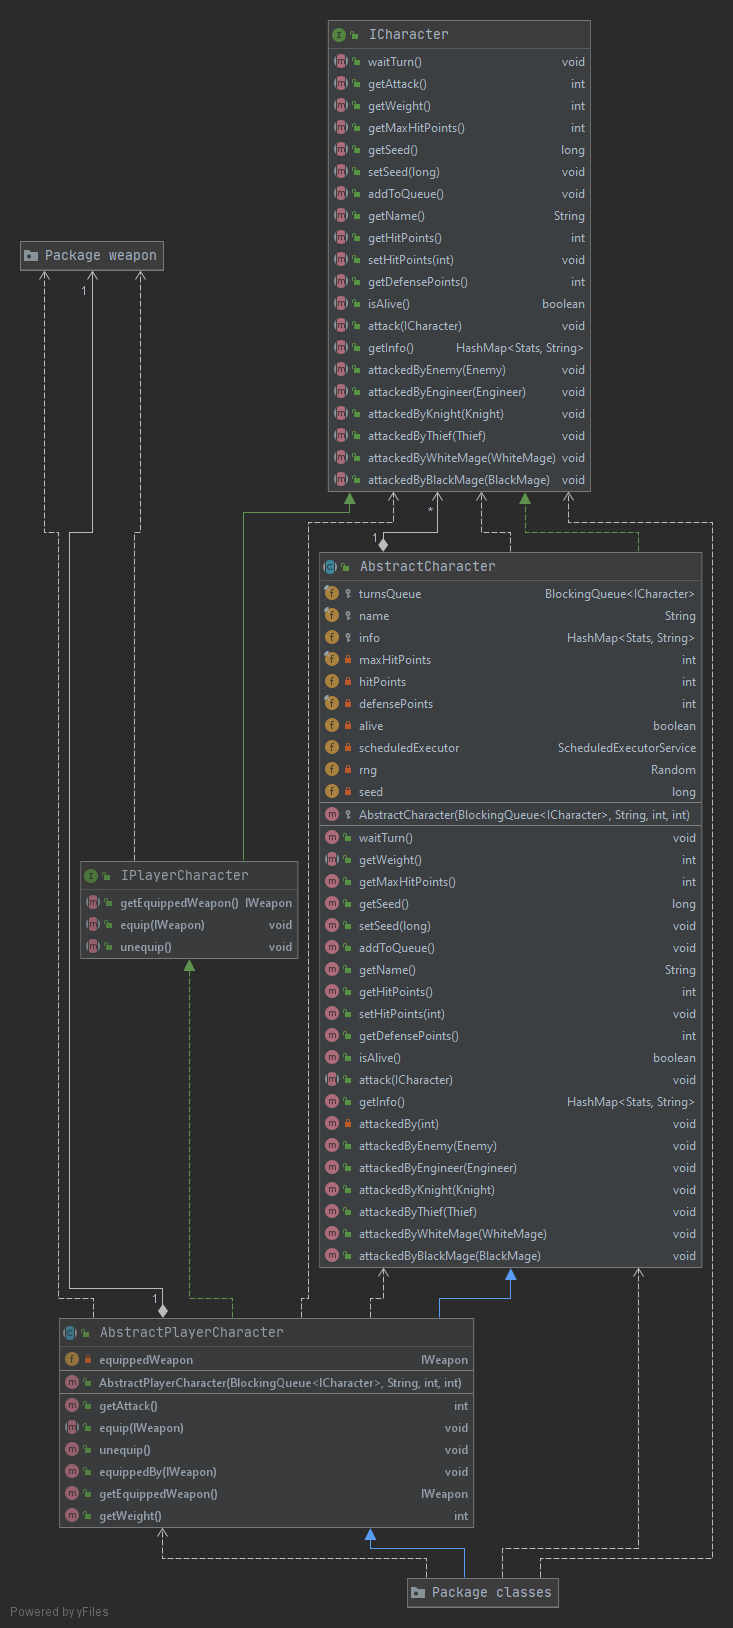 ICharacter
waitTurn() void
getAttack() int
getWeight() int
getMaxHitPoints() int
getSeed() long
setSeed(long) void
addToQueue() void
getName() String
getHitPoints() int
setHitPoints(int) void
getDefensePoints() int
isAlive() boolean
attack(ICharacter) void
getInfo() HashMap<Stats, String>
attackedByEnemy(Enemy) void
attackedByEngineer(Engineer) void
attackedByKnight(Knight) void
attackedByThief(Thief) void
attackedByWhiteMage(WhiteMage) void
attackedByBlackMage(BlackMage) void
Package weapon
1
*
1
AbstractCharacter
turnsQueue BlockingQueue<ICharacter>
name String
info HashMap<Stats, String>
maxHitPoints int
hitPoints int
defensePoints int
alive boolean
scheduledExecutor ScheduledExecutorService
rng Random
seed long
AbstractCharacter(BlockingQueue<ICharacter>, String, int, int)
waitTurn() void
getWeight() int
getMaxHitPoints() int
getSeed() long
setSeed(long) void
addToQueue() void
getName() String
getHitPoints() int
setHitPoints(int) void
getDefensePoints() int
isAlive() boolean
attack(ICharacter) void
getInfo() HashMap<Stats, String>
attackedBy(int) void
attackedByEnemy(Enemy) void
attackedByEngineer(Engineer) void
attackedByKnight(Knight) void
attackedByThief(Thief) void
attackedByWhiteMage(WhiteMage) void
attackedByBlackMage(BlackMage) void
IPlayerCharacter
getEquippedWeapon() IWeapon
equip(IWeapon) void
unequip() void
1
AbstractPlayerCharacter
equippedWeapon IWeapon
AbstractPlayerCharacter(BlockingQueue<ICharacter>, String, int, int)
getAttack() int
equip(IWeapon) void
unequip() void
equippedBy(IWeapon) void
getEquippedWeapon() IWeapon
getWeight() int
Package classes
Powered by yFiles